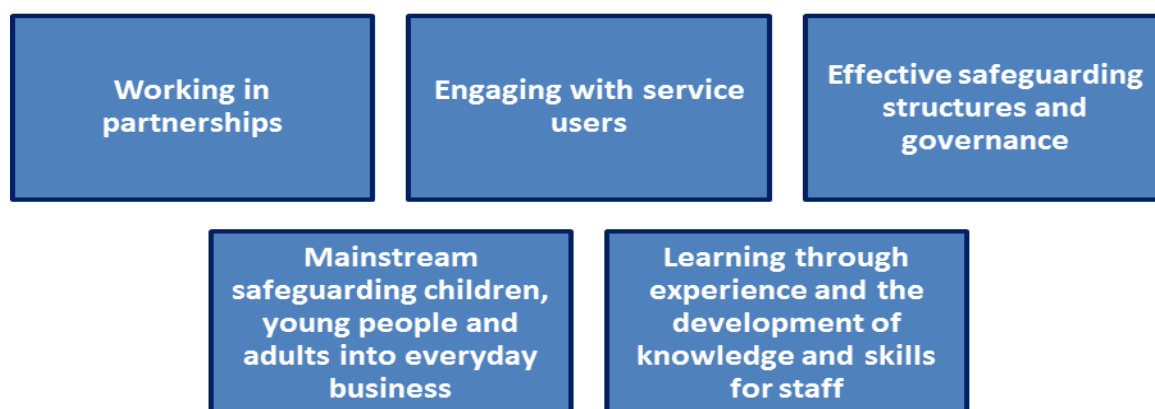 Working in
partnerships
Engaging with service
users
Effective safeguarding
structures and
governance
Mainstream
safeguarding children,
young people and
adults into everyday
business
Learning through
experience and the
development of
knowledge and skills
for staff